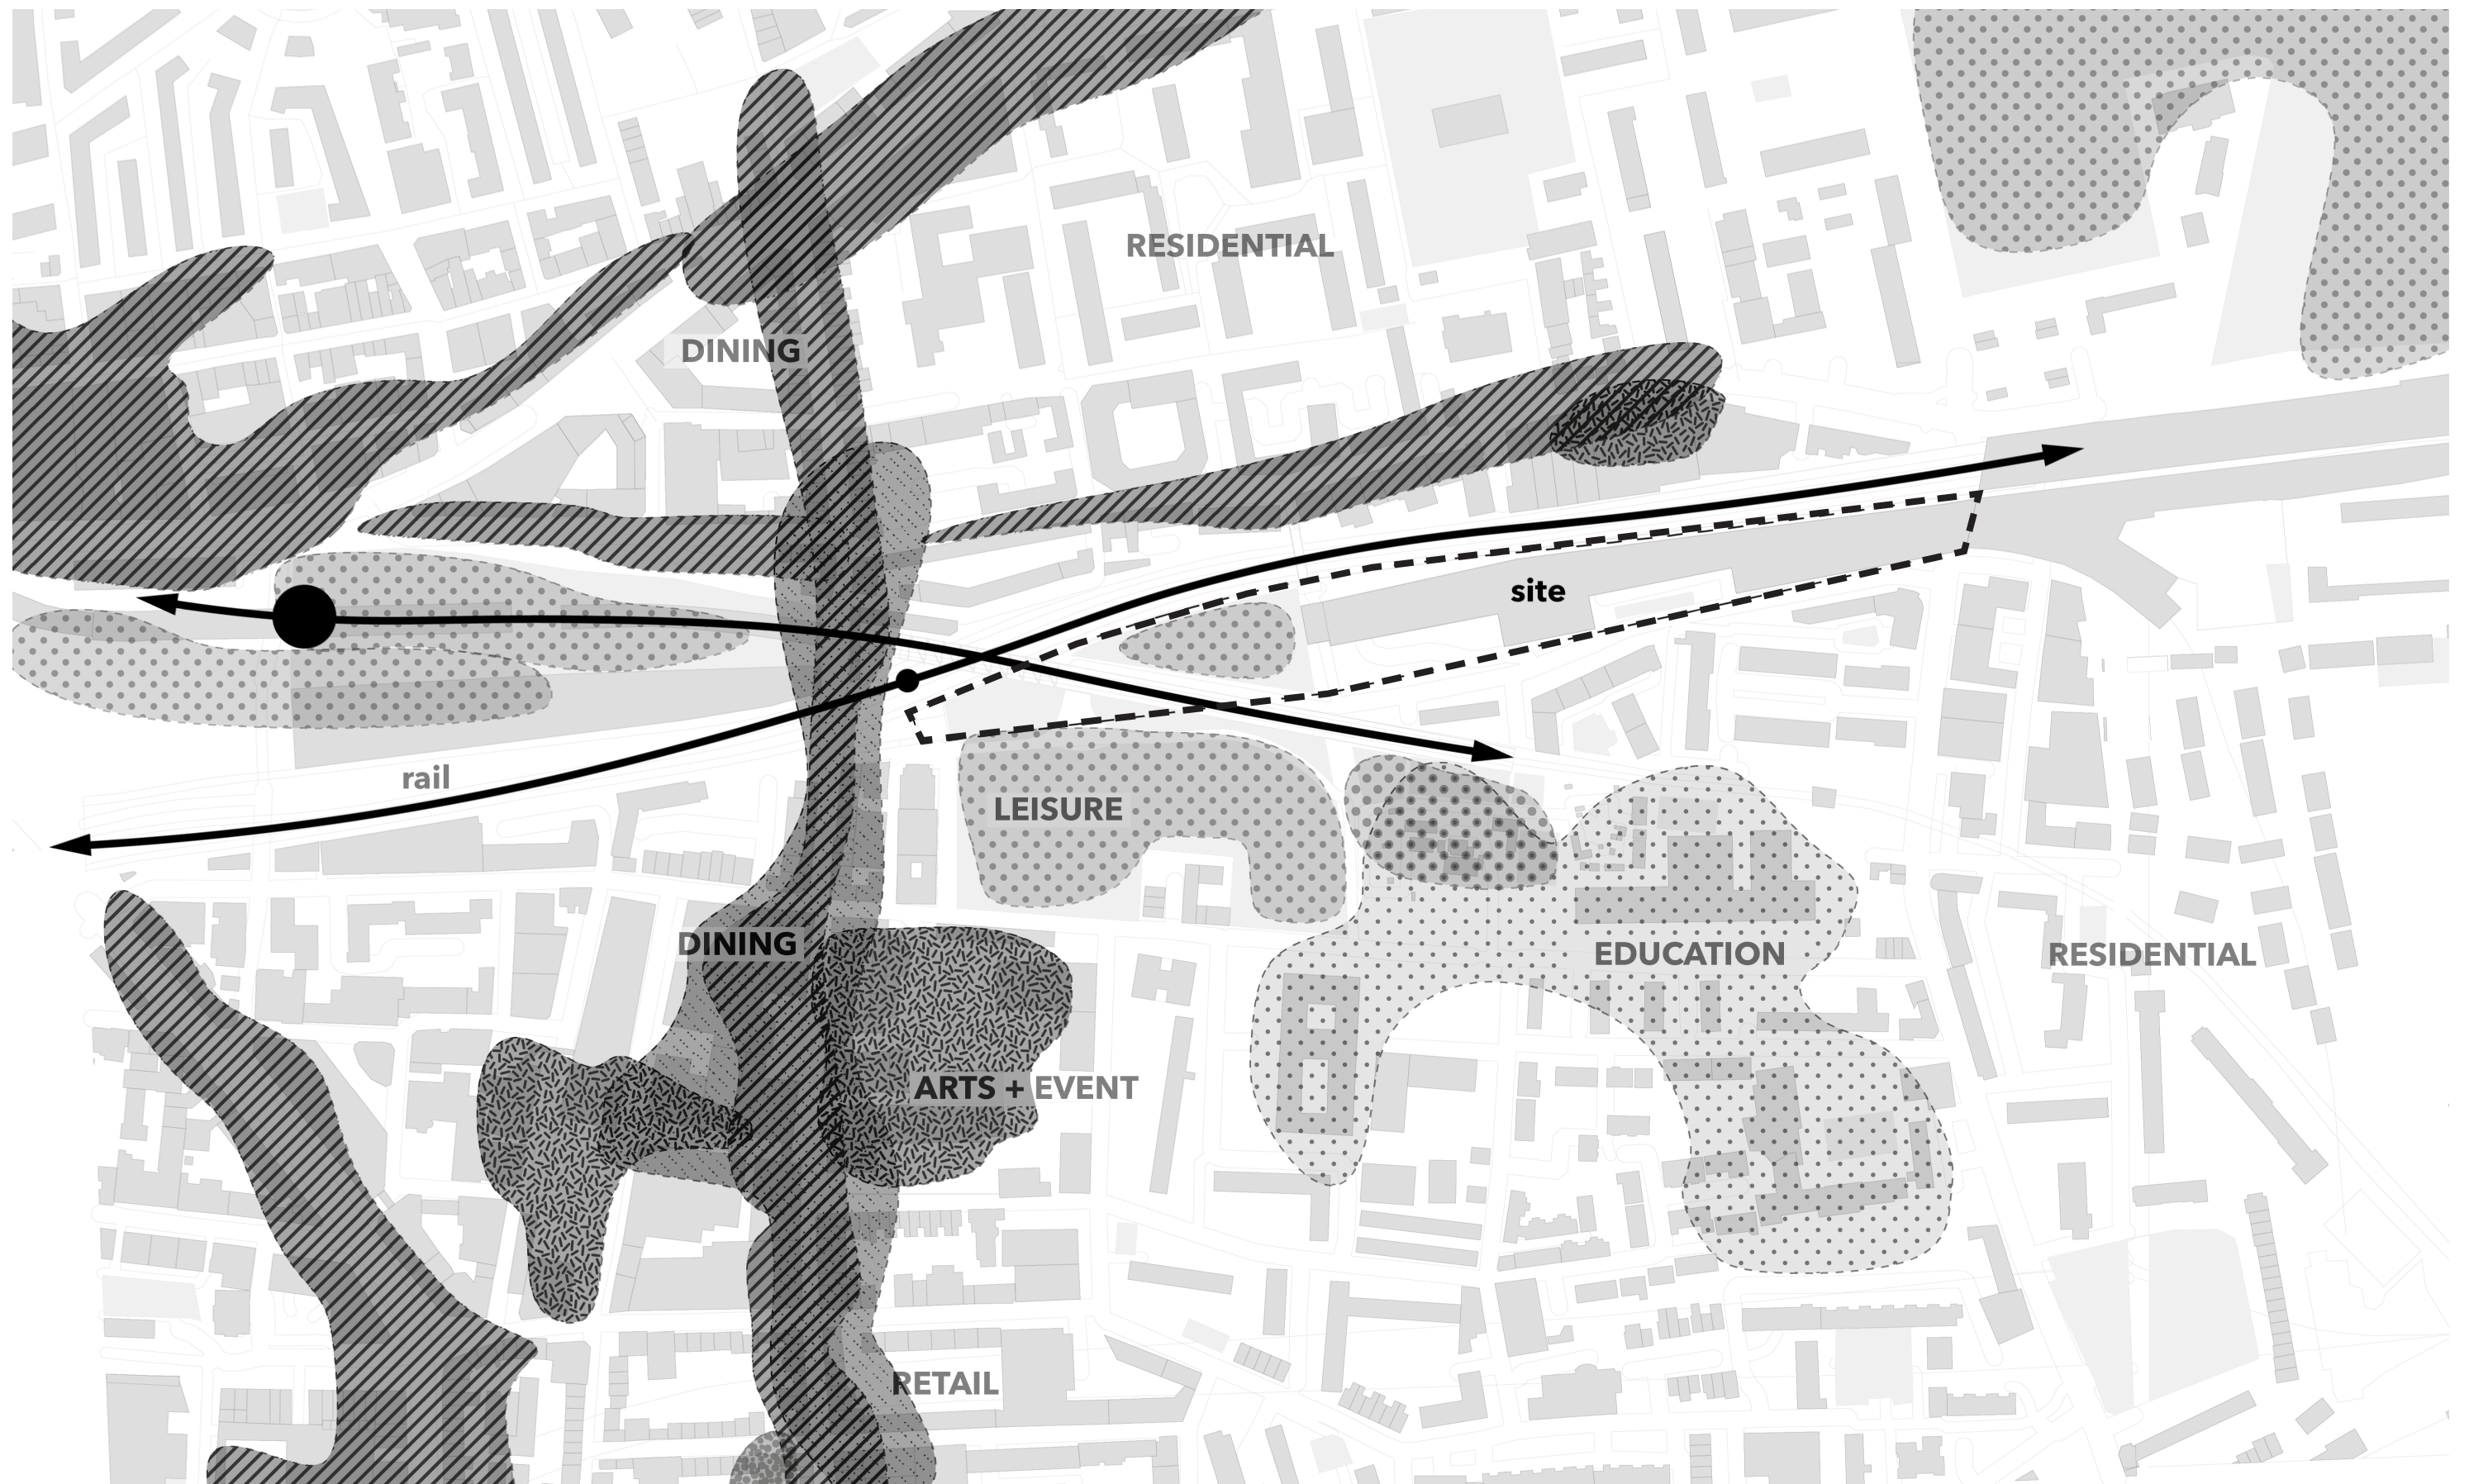 RESIDENTIAL
DINING
site
rail
LEISURE
DINING
EDUCATION
RESIDENTIAL
ARTS + EVENT
RETAIL